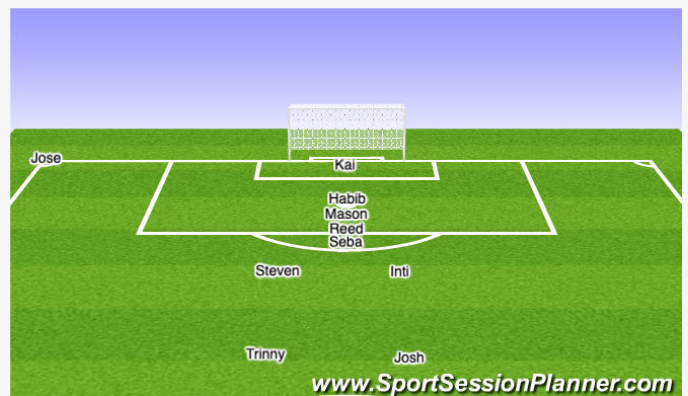 Jose
Kai
Habib
Mason
Reed
Seba
Steven
Inti
Trinny
Josh
www.SportSessionPlanner.com